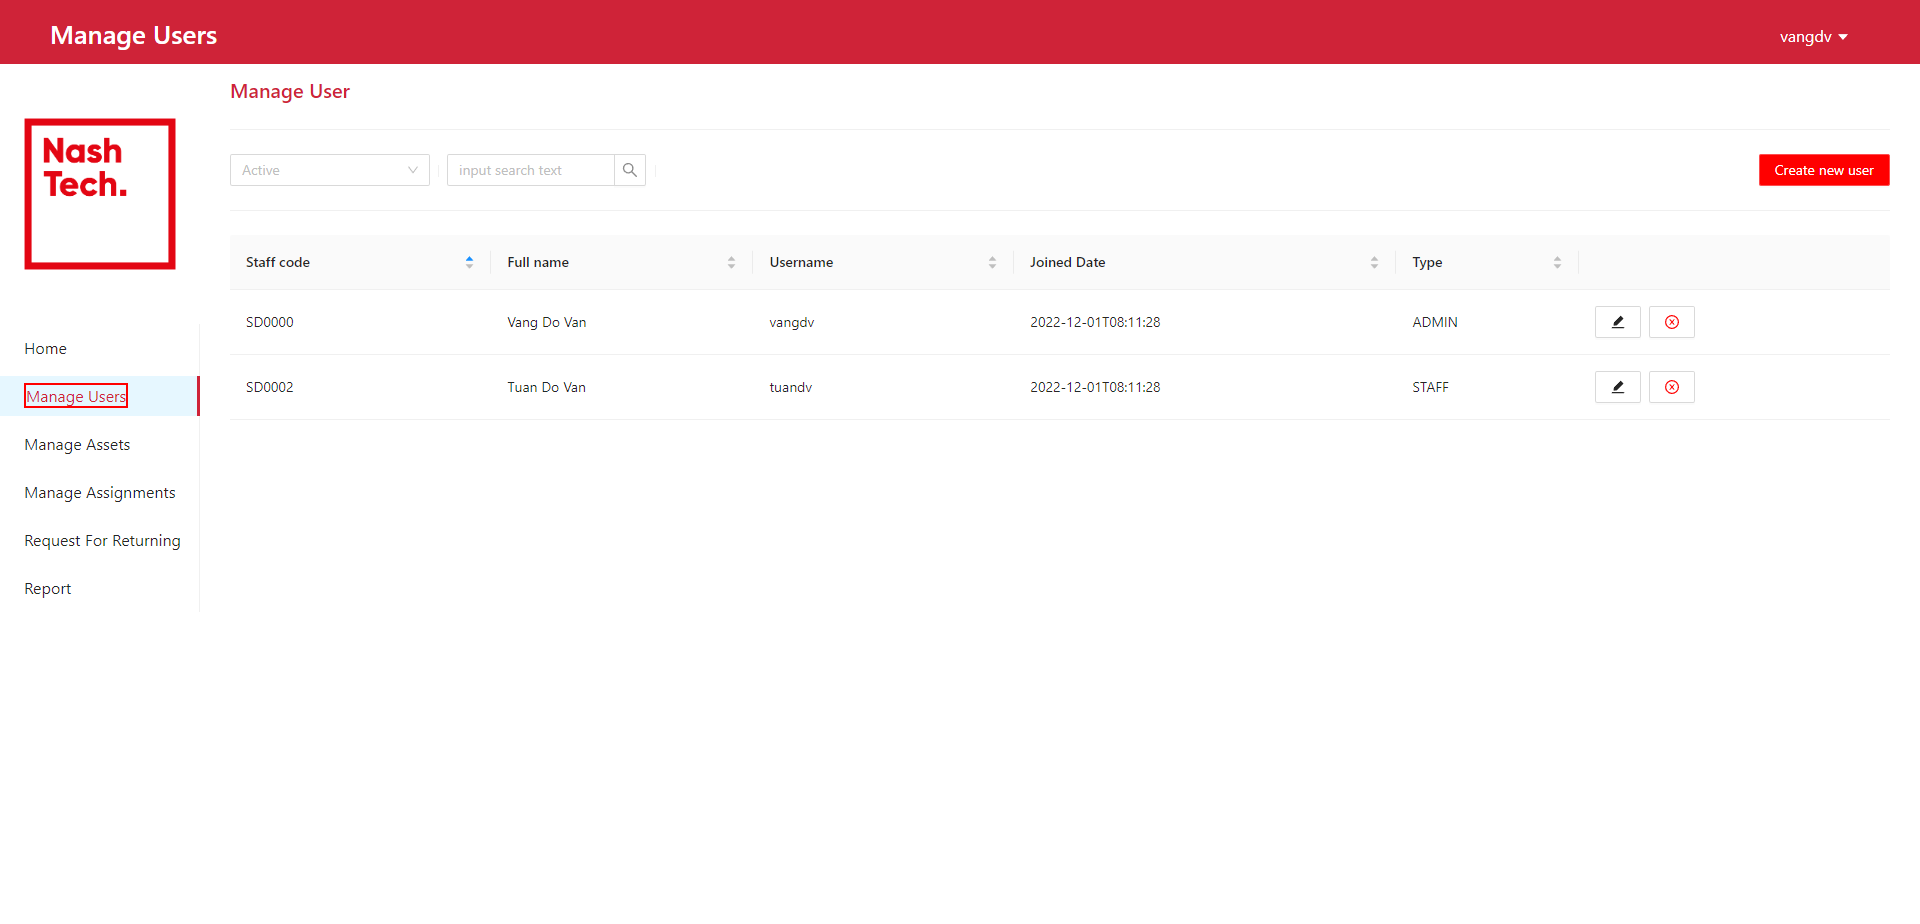 Manage Users
vangdv
Manage User
Nash
Tech.
Active
input search text
Create new user
Staff code Full name Username Joined Date Type
SD0000 Vang Do Van vangdv 2022-12-01T08:11:28 ADMIN
SD0002 Tuan Do Van tuandv 2022-12-01T08:11:28 STAFF
Home
Manage Users
Manage Assets
Manage Assignments
Request For Returning
Report